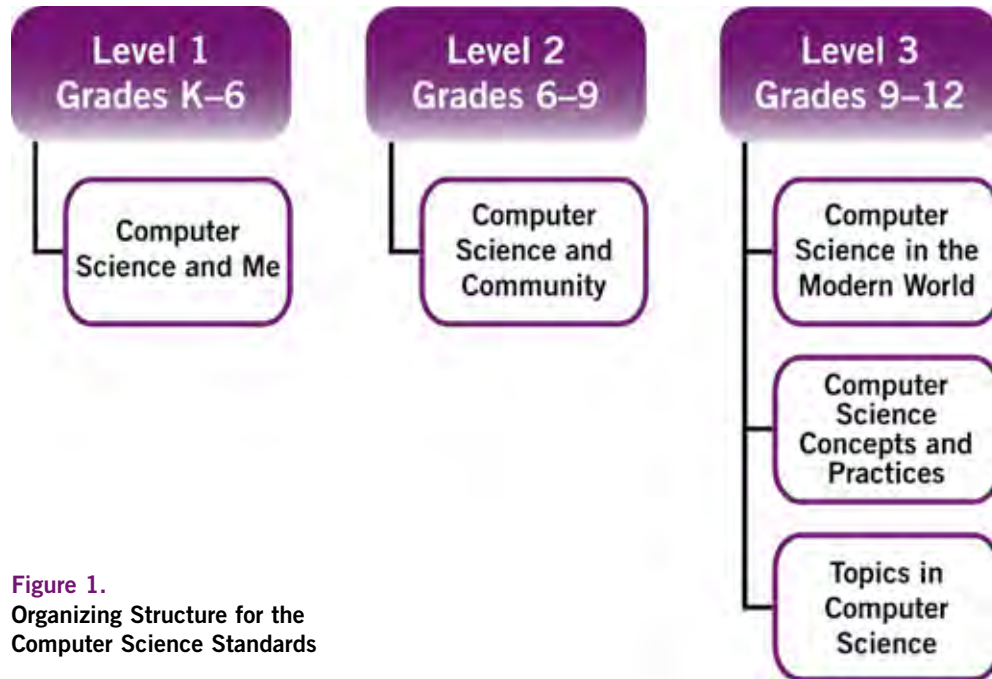 Level 1
Grades K–6
Computer
Science and Me
Level 2
Grades 6–9
Computer
Science and
Community
Level 3
Grades 9–12
Computer
Science in the
Modern World
Computer
Science
Concepts and
Practices
Topics in
Computer
Science
Figure 1.
Organizing Structure for the
Computer Science Standards